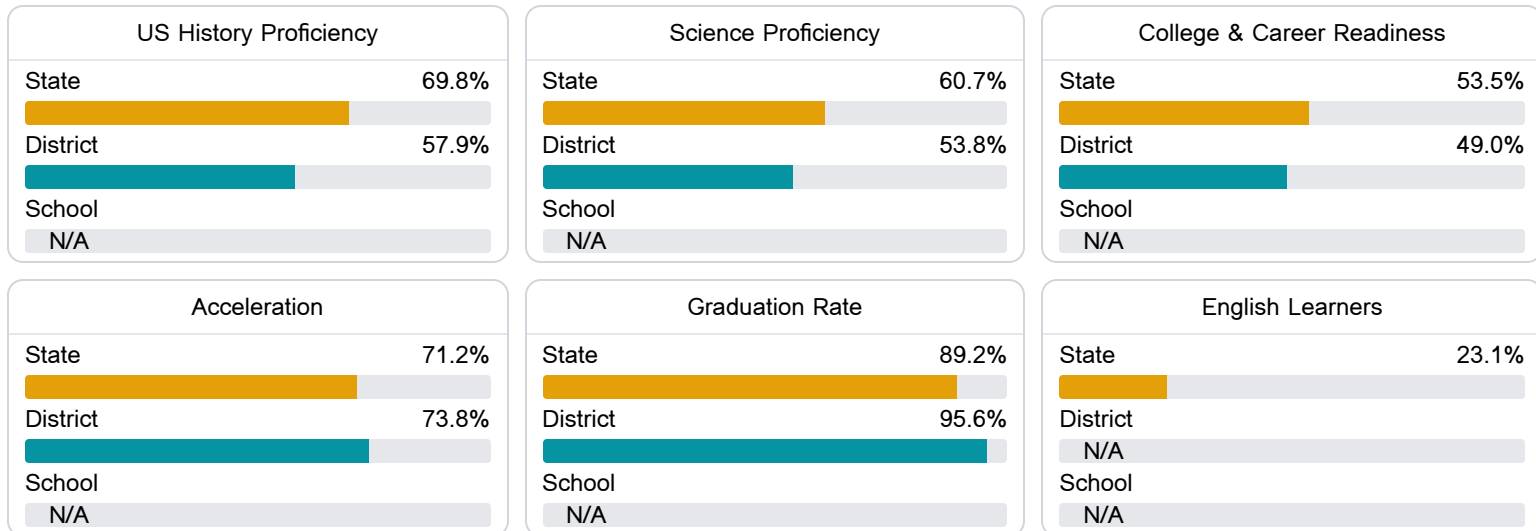 US History Proficiency
State 69.8%
District 57.9%
School
N/A
Science Proficiency
State 60.7%
District 53.8%
School
N/A
College & Career Readiness
State 53.5%
District 49.0%
School
N/A
Acceleration
State 71.2%
District 73.8%
School
N/A
Graduation Rate
State 89.2%
District 95.6%
School
N/A
English Learners
State 23.1%
District
N/A
School
N/A